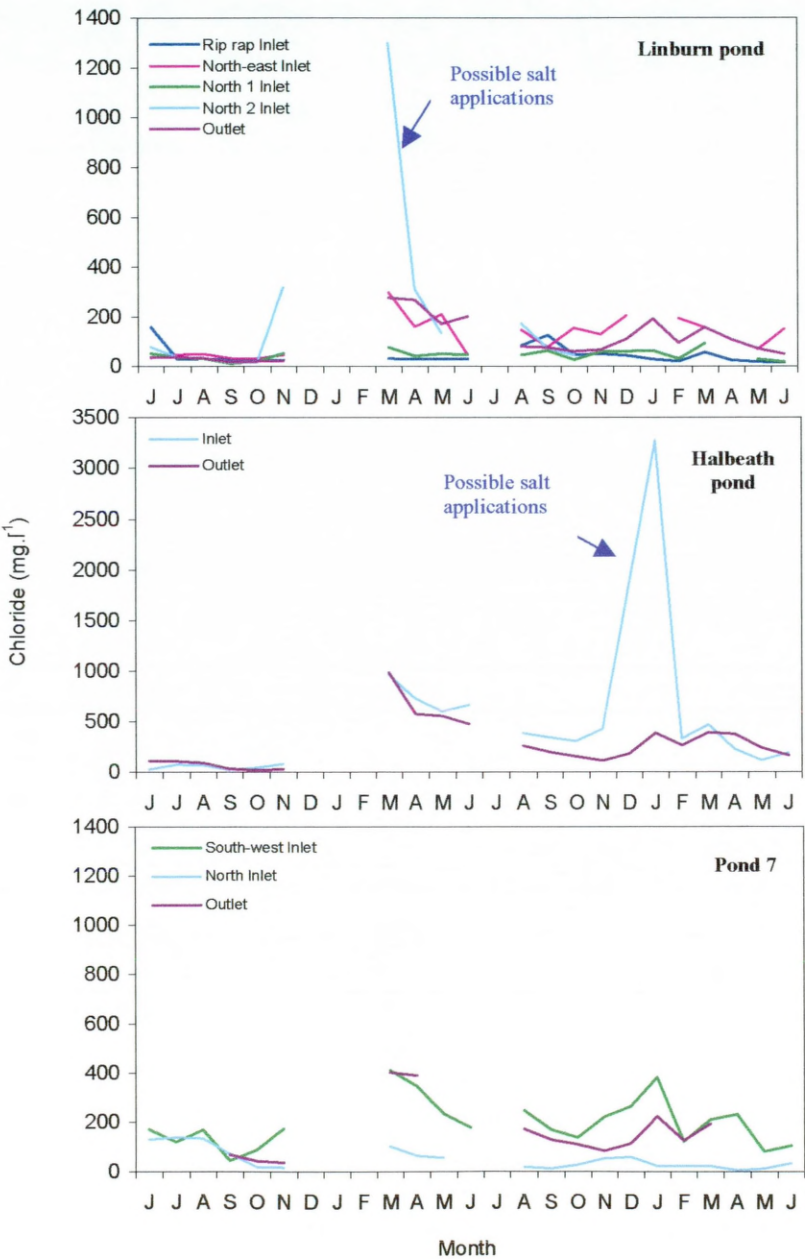 1400
1200
1000
800
600
400
200
0
Rip rap Inlet
North-east Inlet
North 1 Inlet
North 2 Inlet
Outlet
Possible salt
applications
Linburn pond
J J A S O N D J F M A M J J A S O N D J F M A M J
3500
3000
2500
2000
1500
1000
500
0
Inlet
Outlet
Possible salt
applications
Halbeath
pond
J J A S O N D J F M A M J J A S O N D J F M A M J
Chloride (mg.l¹)
1400
1200
1000
800
600
400
200
0
South-west Inlet
North Inlet
Outlet
Pond 7
J J A S O N D J F M A M J J A S O N D J F M A M J
Month